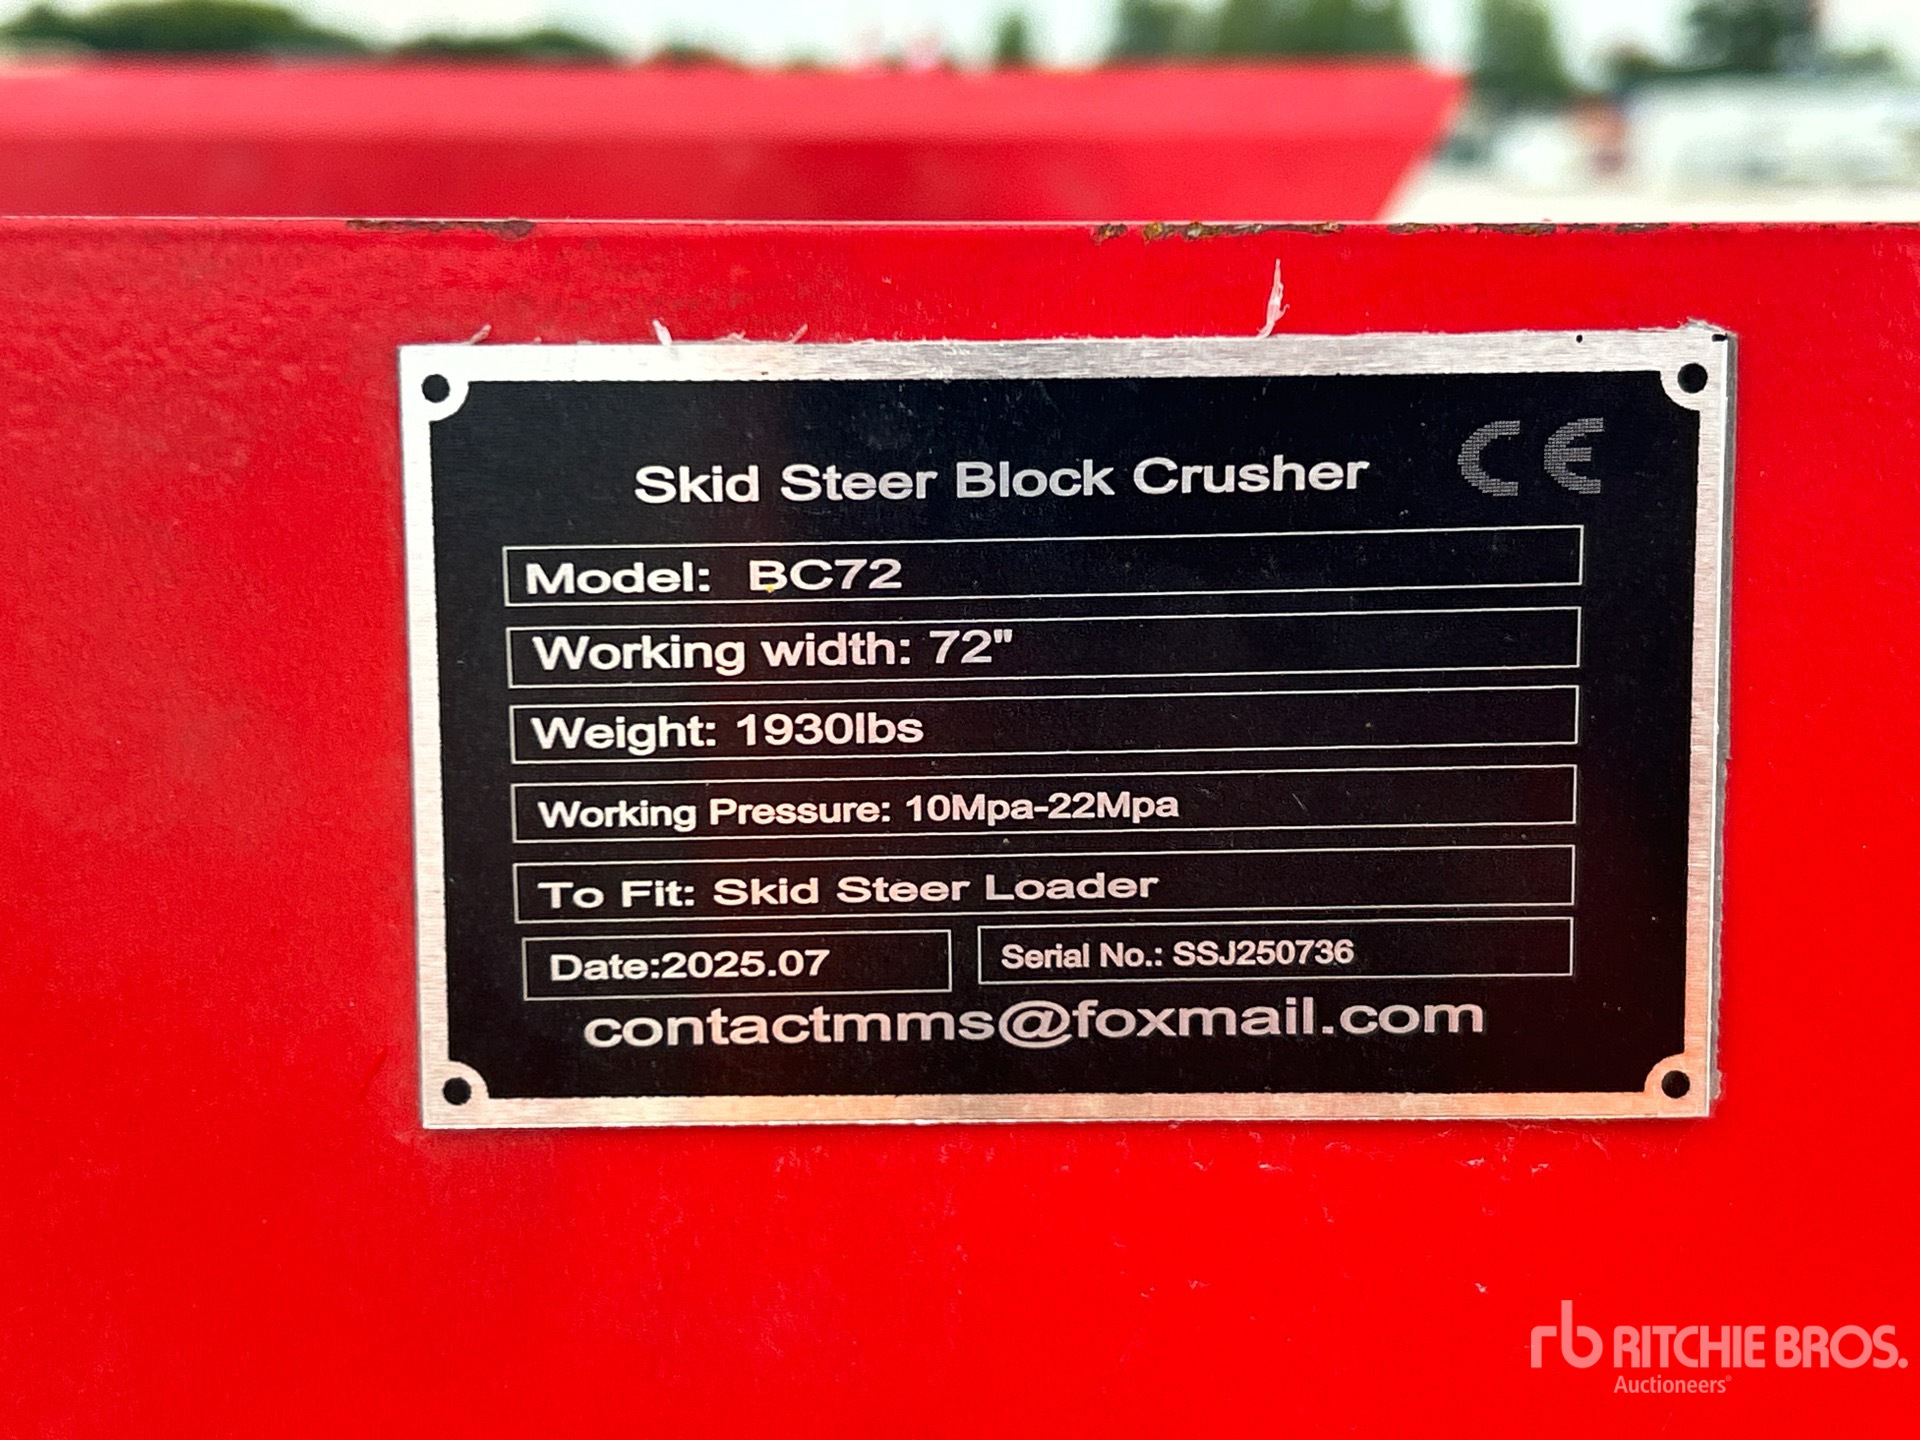 CE
Skid Steer Block Crusher
Model: BC72
Working width: 72"
Weight: 1930lbs
Working Pressure: 10Mpa-22Mpa
To Fit: Skid Steer Loader
Date:2025.07
Serial No.: SSJ250736
contactmms@foxmail.com
rb RITCHIE BROS.
Auctioneers®